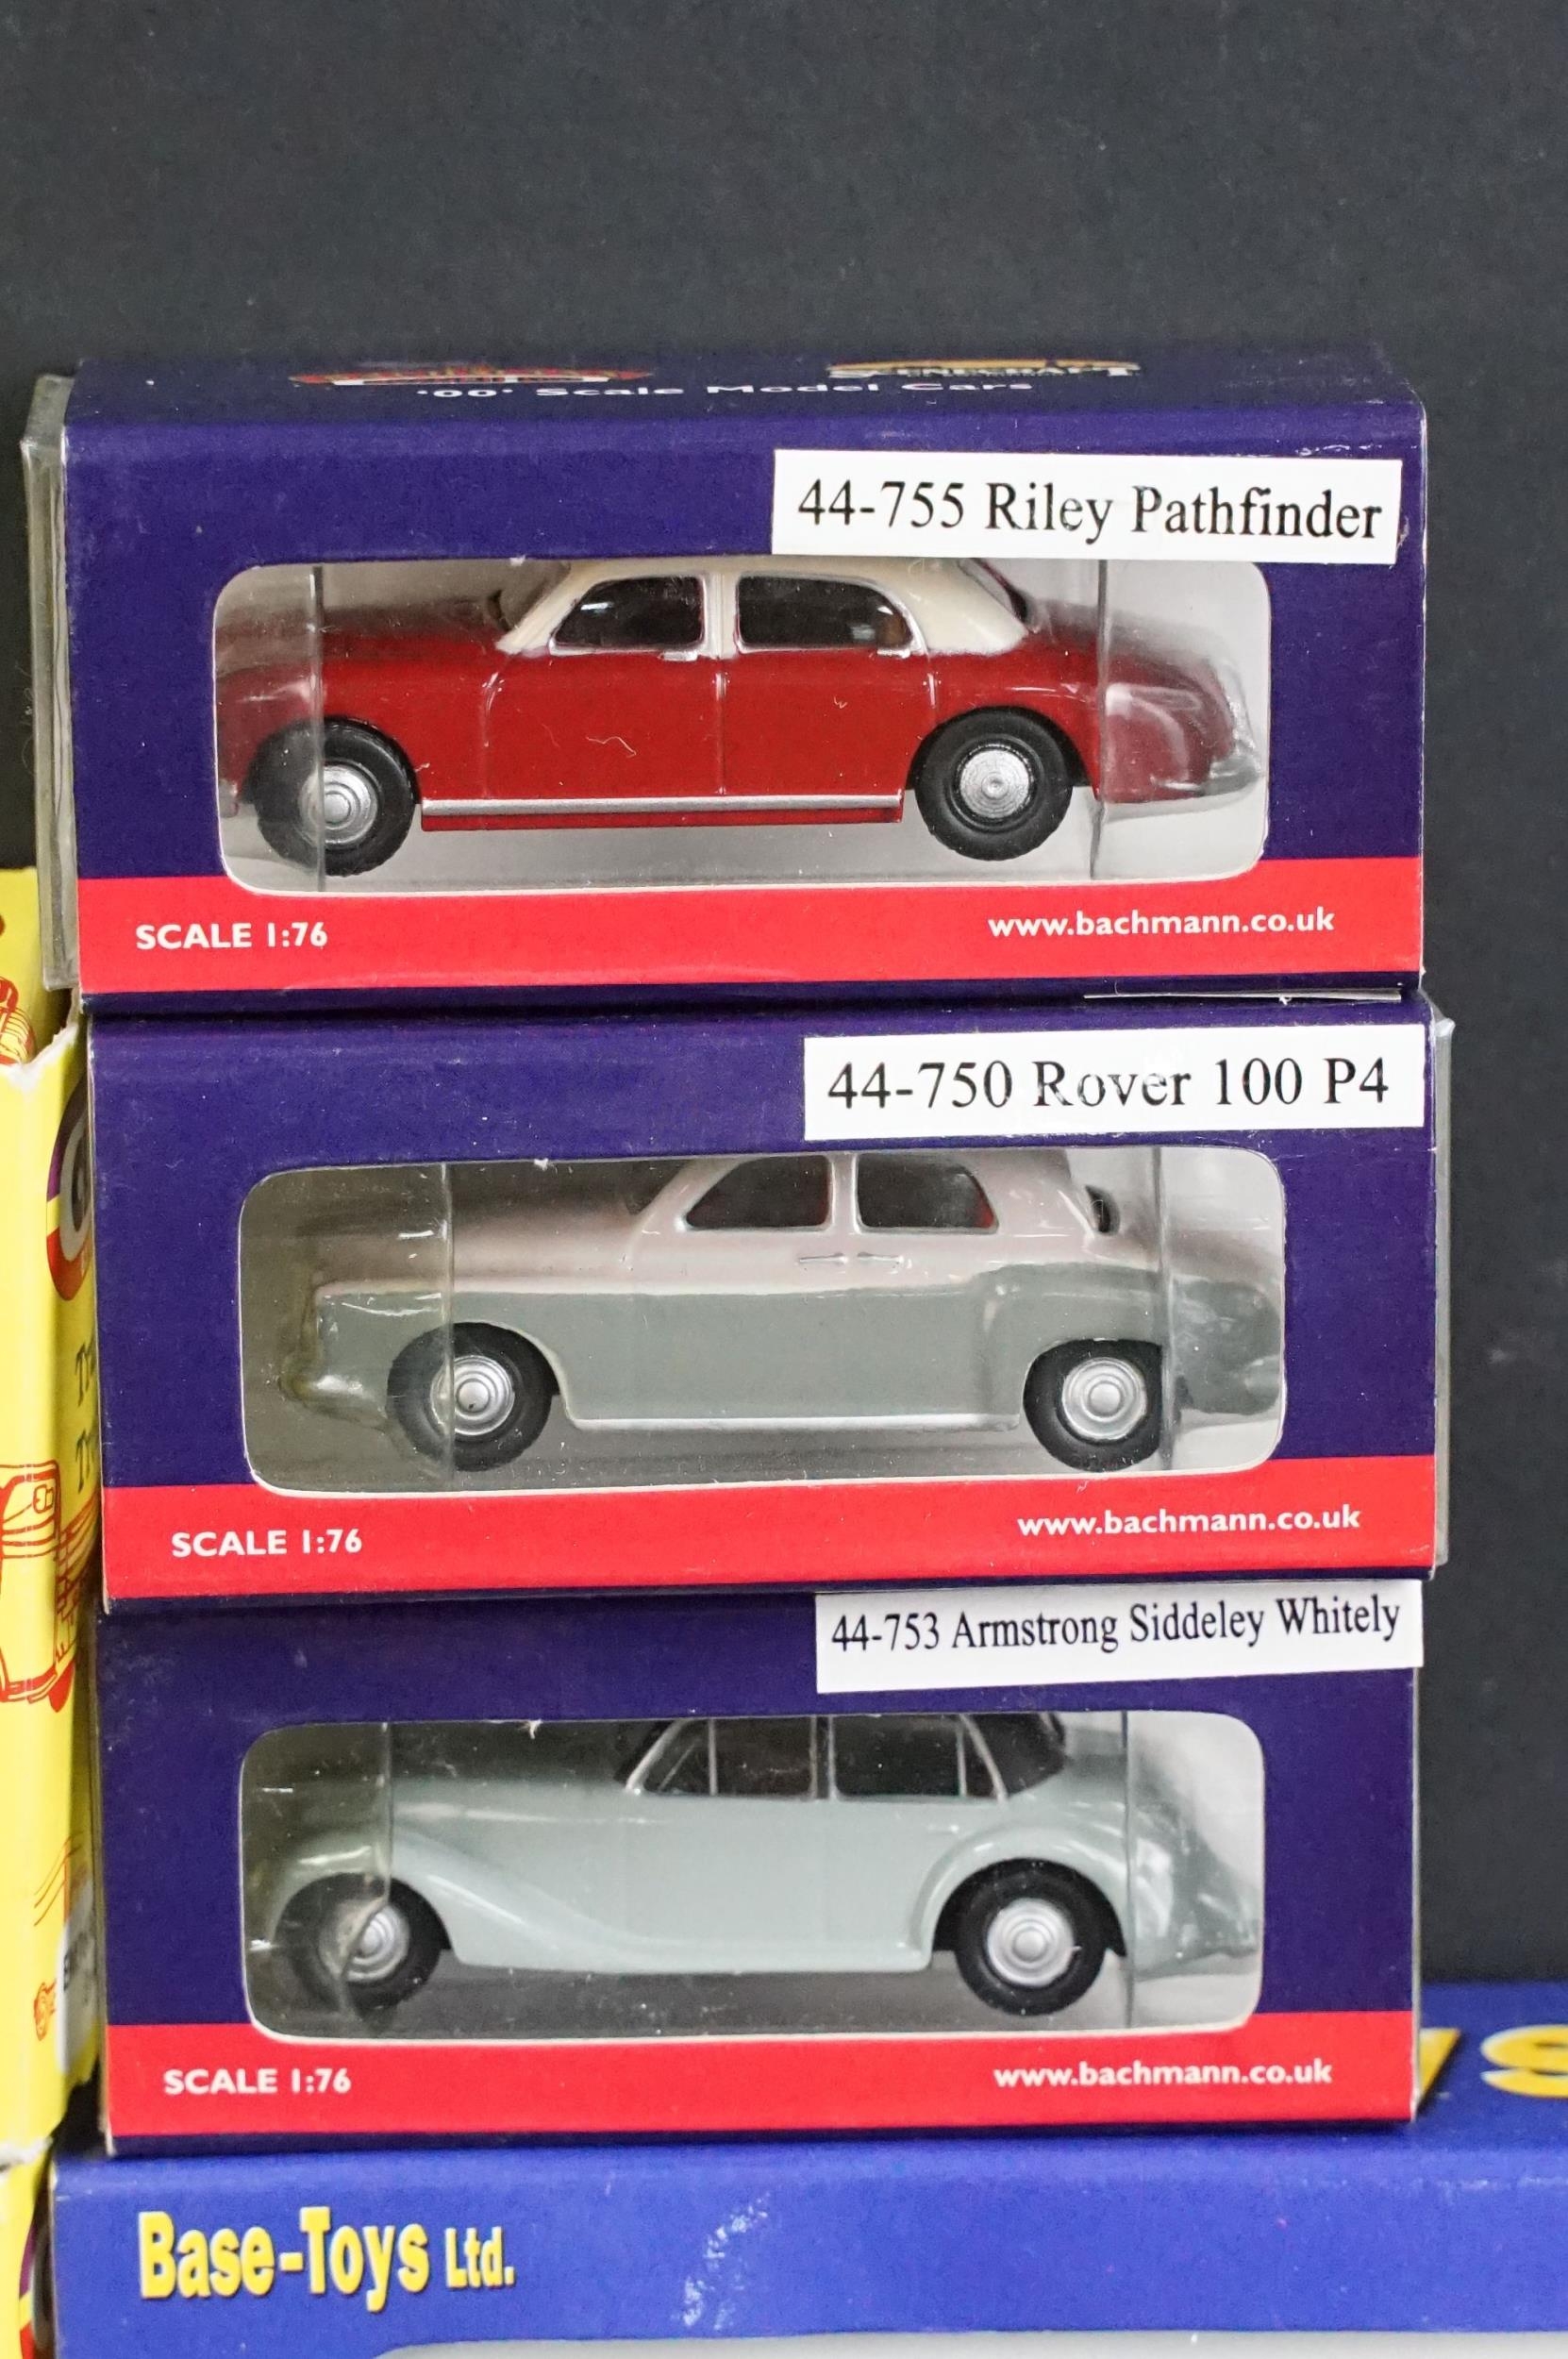 '00' Scale Model Cars
SCENECRAFT
44-755 Riley Pathfinder
SCALE 1:76
www.bachmann.co.uk
44-750 Rover 100 P4
SCALE 1:76
www.bachmann.co.uk
44-753 Armstrong Siddeley Whitely
SCALE 1:76
www.bachmann.co.uk
Base-Toys Ltd.